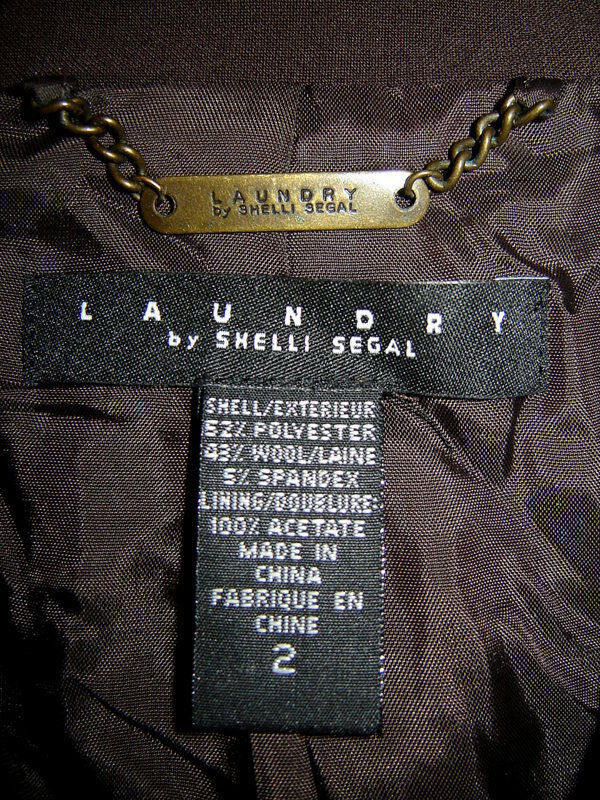 LAUNDRY
by SHELLI SEGAL
LAUNDRY
by SHELLI SEGAL
SHELL/EXTERIEUR
52% POLYESTER
43% WOOL/LAINE
5% SPANDEX
LINING/DOUBLURE:
100% ACETATE
MADE IN
CHINA
FABRIQUE EN
CHINE
2